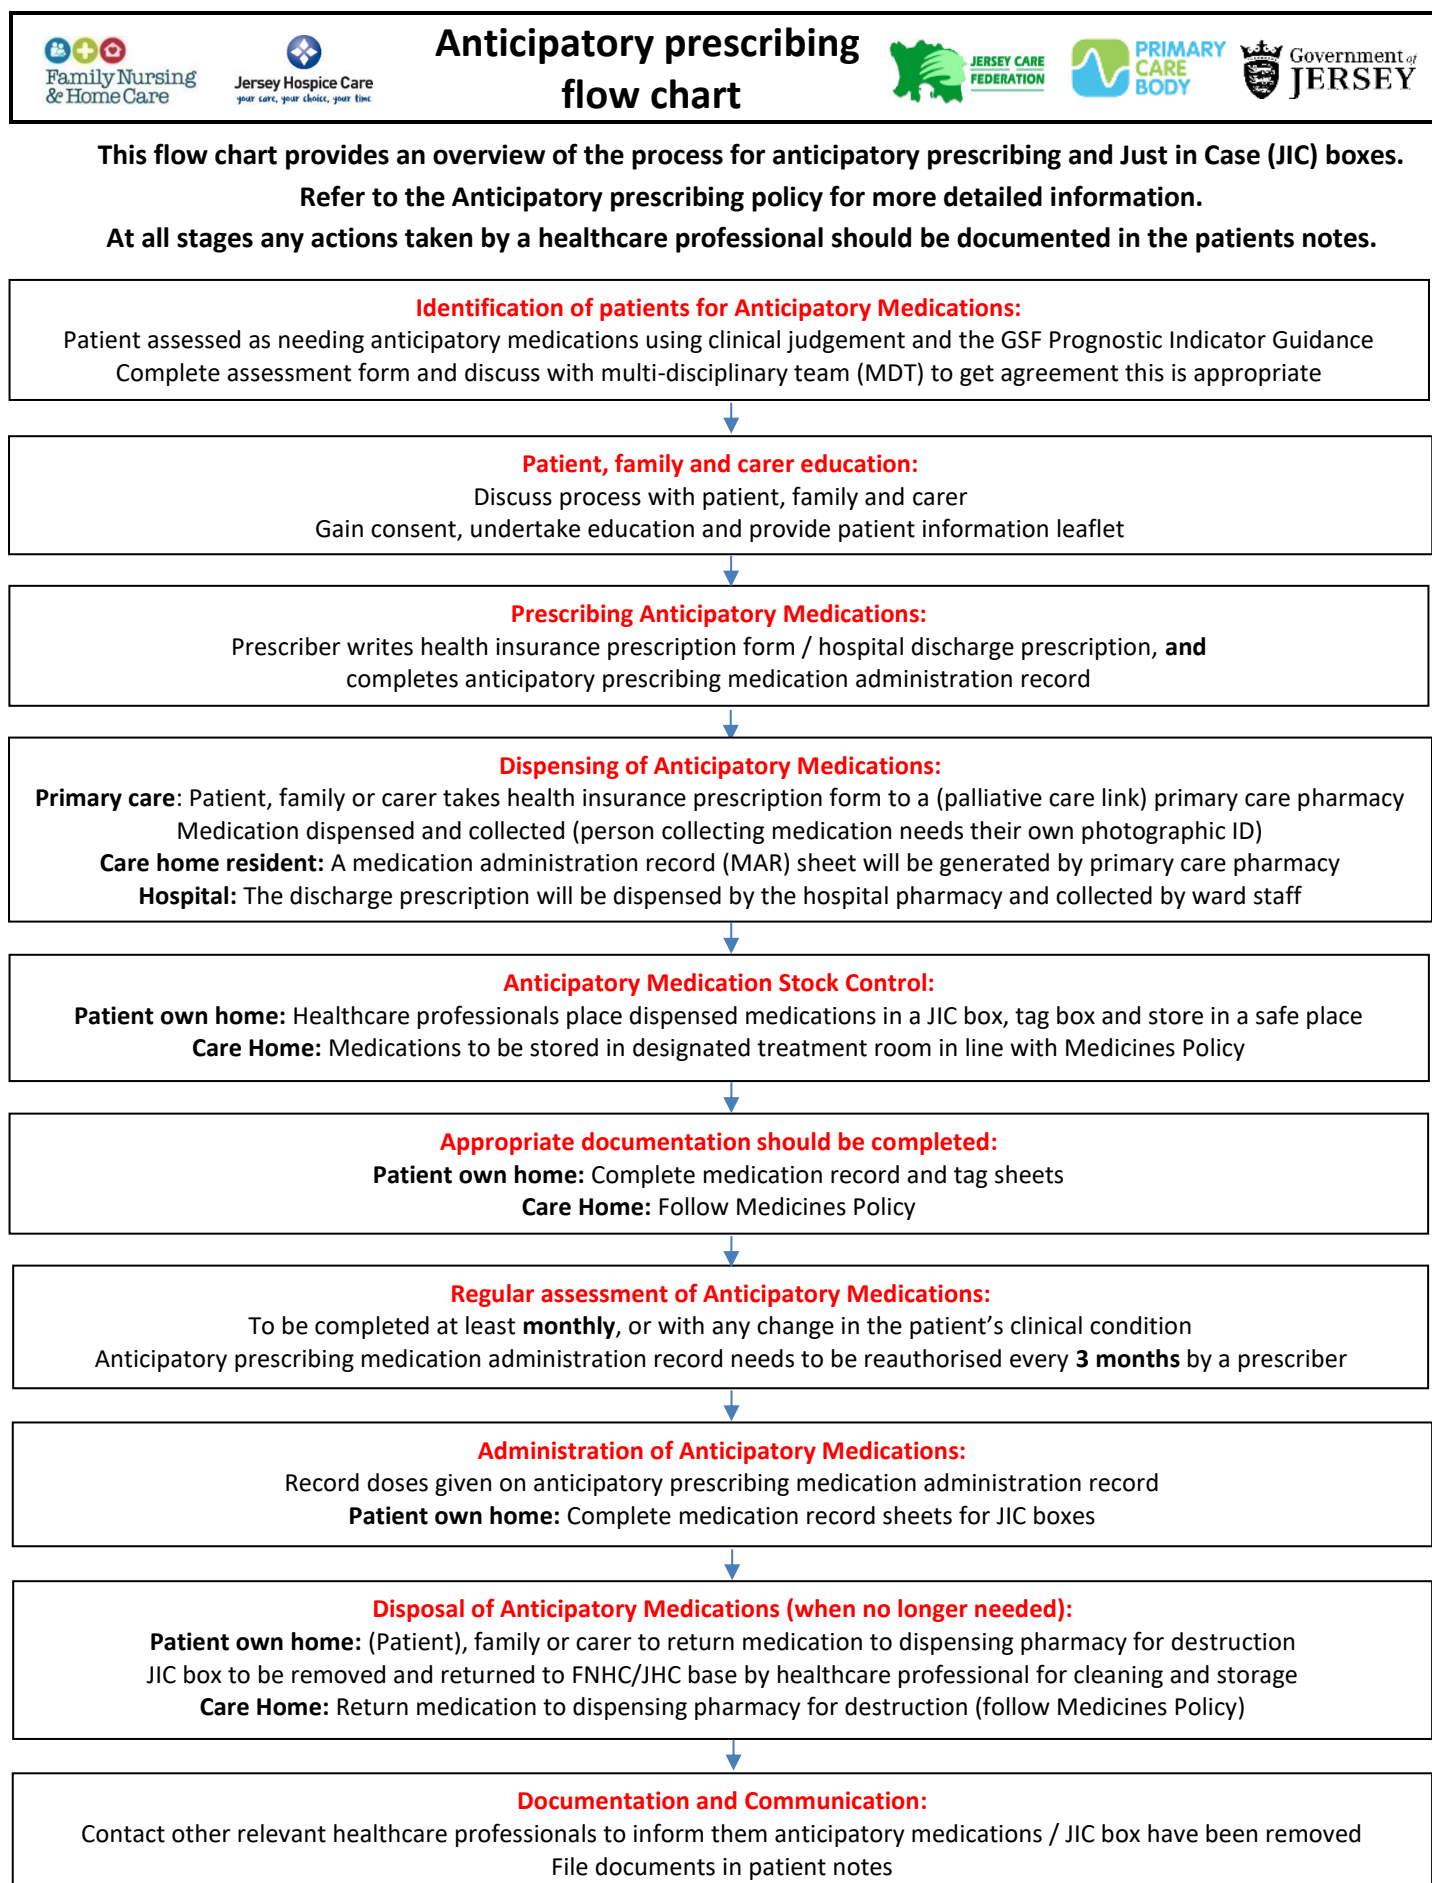 Family Nursing
& Home Care
Jersey Hospice Care
your care, your choice, your time
Anticipatory prescribing
flow chart
JERSEY CARE
FEDERATION
PRIMARY
CARE
BODY
Government of
JERSEY
This flow chart provides an overview of the process for anticipatory prescribing and Just in Case (JIC) boxes.
Refer to the Anticipatory prescribing policy for more detailed information.
At all stages any actions taken by a healthcare professional should be documented in the patients notes.
Identification of patients for Anticipatory Medications:
Patient assessed as needing anticipatory medications using clinical judgement and the GSF Prognostic Indicator Guidance
Complete assessment form and discuss with multi-disciplinary team (MDT) to get agreement this is appropriate
Patient, family and carer education:
Discuss process with patient, family and carer
Gain consent, undertake education and provide patient information leaflet
Prescribing Anticipatory Medications:
Prescriber writes health insurance prescription form / hospital discharge prescription, and
completes anticipatory prescribing medication administration record
Dispensing of Anticipatory Medications:
Primary care: Patient, family or carer takes health insurance prescription form to a (palliative care link) primary care pharmacy
Medication dispensed and collected (person collecting medication needs their own photographic ID)
Care home resident: A medication administration record (MAR) sheet will be generated by primary care pharmacy
Hospital: The discharge prescription will be dispensed by the hospital pharmacy and collected by ward staff
Anticipatory Medication Stock Control:
Patient own home: Healthcare professionals place dispensed medications in a JIC box, tag box and store in a safe place
Care Home: Medications to be stored in designated treatment room in line with Medicines Policy
Appropriate documentation should be completed:
Patient own home: Complete medication record and tag sheets
Care Home: Follow Medicines Policy
Regular assessment of Anticipatory Medications:
To be completed at least monthly, or with any change in the patient’s clinical condition
Anticipatory prescribing medication administration record needs to be reauthorised every 3 months by a prescriber
Administration of Anticipatory Medications:
Record doses given on anticipatory prescribing medication administration record
Patient own home: Complete medication record sheets for JIC boxes
Disposal of Anticipatory Medications (when no longer needed):
Patient own home: (Patient), family or carer to return medication to dispensing pharmacy for destruction
JIC box to be removed and returned to FNHC/JHC base by healthcare professional for cleaning and storage
Care Home: Return medication to dispensing pharmacy for destruction (follow Medicines Policy)
Documentation and Communication:
Contact other relevant healthcare professionals to inform them anticipatory medications / JIC box have been removed
File documents in patient notes